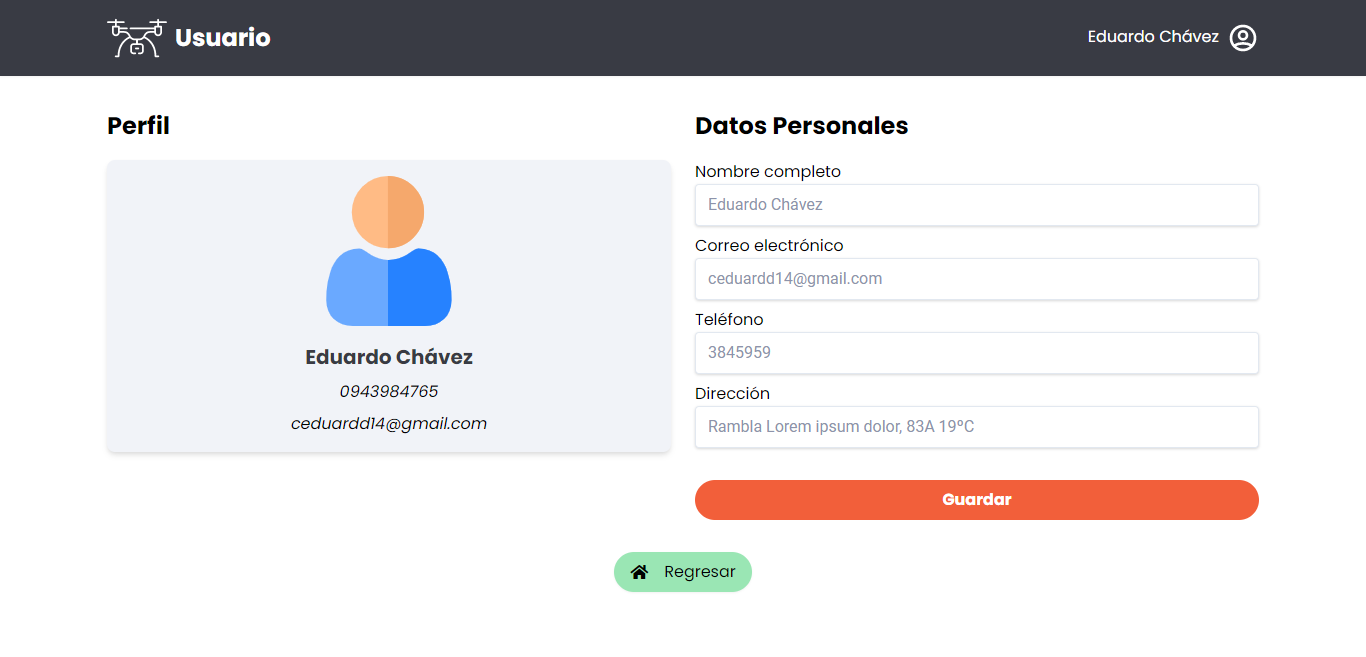 Usuario
Eduardo Chávez
Perfil
Eduardo Chávez
0943984765
ceduardd14@gmail.com
Datos Personales
Nombre completo
Eduardo Chávez
Correo electrónico
ceduardd14@gmail.com
Teléfono
3845959
Dirección
Rambla Lorem ipsum dolor, 83A 19ºC
Guardar
Regresar